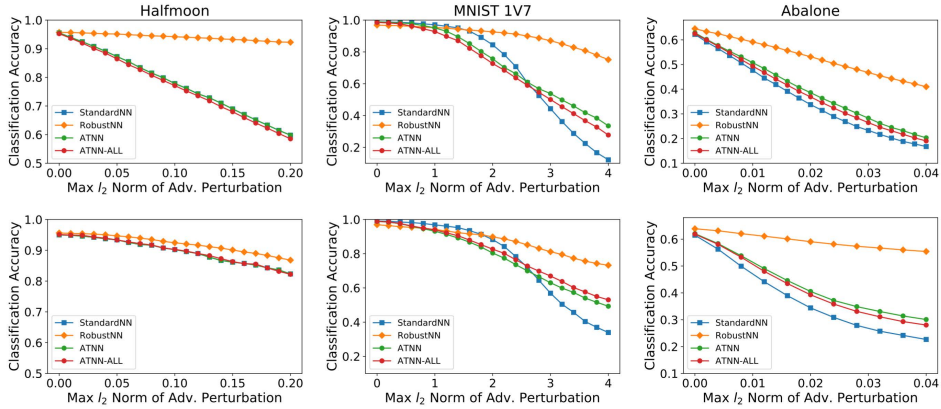 Halfmoon
Classification Accuracy
1.0
0.9
0.8
0.7
0.6
0.5
StandardNN
RobustNN
ATNN
ATNN-ALL
0.00 0.05 0.10 0.15 0.20
Max l2 Norm of Adv. Perturbation
MNIST 1V7
Classification Accuracy
1.0
0.8
0.6
0.4
0.2
StandardNN
RobustNN
ATNN
ATNN-ALL
0 1 2 3 4
Max l2 Norm of Adv. Perturbation
Abalone
Classification Accuracy
0.6
0.5
0.4
0.3
0.2
0.1
StandardNN
RobustNN
ATNN
ATNN-ALL
0.00 0.01 0.02 0.03 0.04
Max l2 Norm of Adv. Perturbation
Classification Accuracy
1.0
0.9
0.8
0.7
0.6
0.5
StandardNN
RobustNN
ATNN
ATNN-ALL
0.00 0.05 0.10 0.15 0.20
Max l2 Norm of Adv. Perturbation
Classification Accuracy
1.0
0.8
0.6
0.4
0.2
StandardNN
RobustNN
ATNN
ATNN-ALL
0 1 2 3 4
Max l2 Norm of Adv. Perturbation
Classification Accuracy
0.6
0.5
0.4
0.3
0.1
StandardNN
RobustNN
ATNN
ATNN-ALL
0.00 0.01 0.02 0.03 0.04
Max l2 Norm of Adv. Perturbation